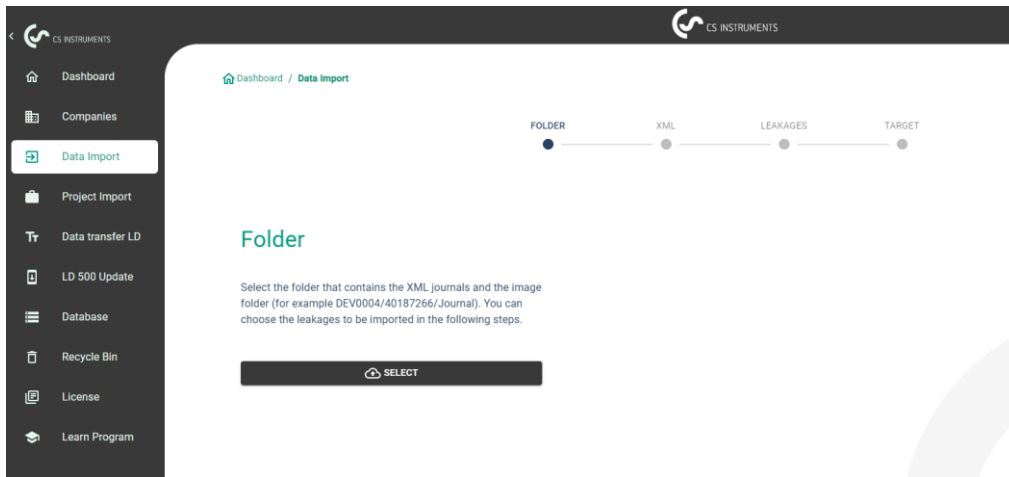 CS INSTRUMENTS
CS INSTRUMENTS
Dashboard
Companies
Data Import
Project Import
Data transfer LD
LD 500 Update
Database
Recycle Bin
License
Learn Program
Dashboard / Data Import
FOLDER XML LEAKAGES TARGET
Folder
Select the folder that contains the XML journals and the image
folder (for example DEV0004/40187266/Journal). You can
choose the leakages to be imported in the following steps.
SELECT